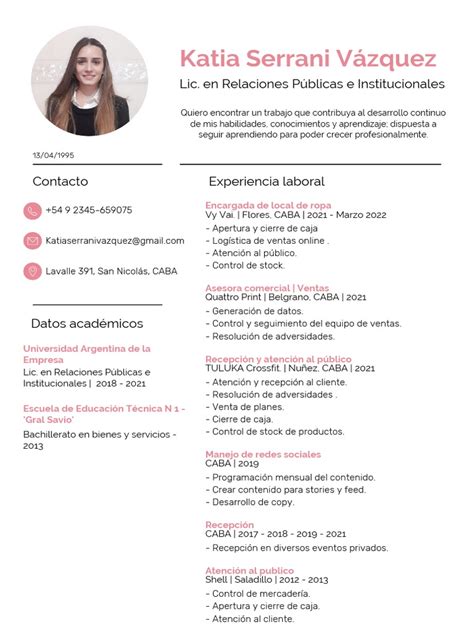 Katia Serrani Vázquez
Lic. en Relaciones Públicas e Institucionales
Quiero encontrar un trabajo que contribuya al desarrollo continuo
de mis habilidades, conocimientos y aprendizaje; dispuesta a
seguir aprendiendo para poder crecer profesionalmente.
13/04/1995
Contacto
+54 9 2345-659075
Katiaserranivazquez@gmail.com
Lavalle 391, San Nicolás, CABA
Datos académicos
Universidad Argentina de la
Empresa
Lic. en Relaciones Públicas e
Institucionales | 2018 - 2021
Escuela de Educación Técnica N 1 -
'Gral Savio'
Bachillerato en bienes y servicios -
2013
Experiencia laboral
Encargada de local de ropa
Vy Vai. | Flores, CABA | 2021 - Marzo 2022
- Apertura y cierre de caja
- Logística de ventas online .
- Atención al público.
- Control de stock.
Asesora comercial | Ventas
Quattro Print | Belgrano, CABA | 2021
- Generación de datos.
- Control y seguimiento del equipo de ventas.
- Resolución de adversidades.
Recepción y atención al público
TULUKA Crossfit. | Nuñez, CABA | 2021
- Atención y recepción al cliente.
- Resolución de adversidades .
- Venta de planes.
- Cierre de caja.
- Control de stock de productos.
Manejo de redes sociales
CABA | 2019
- Programación mensual del contenido.
- Crear contenido para stories y feed.
- Community.
Recepción
CABA | 2017 - 2018 - 2019 - 2021
- Recepción en diversos eventos privados.
Atención al publico
Shell | Saladillo | 2012 - 2013
- Control de mercadería.
- Apertura y cierre de caja.
- Atención al cliente.